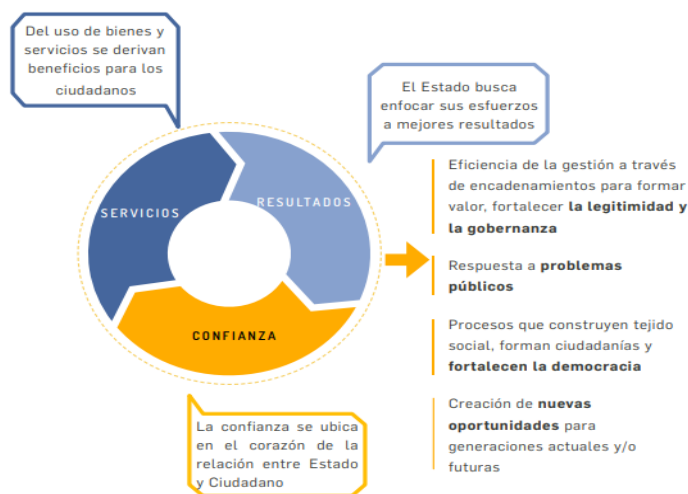 Del uso de bienes y
servicios se derivan
beneficios para los
ciudadanos
El Estado busca
enfocar sus esfuerzos
a mejores resultados
SERVICIOS
RESULTADOS
CONFIANZA
Eficiencia de la gestión a través
de encadenamientos para formar
valor, fortalecer la legitimidad y
la gobernanza
Respuesta a problemas
públicos
Procesos que construyen tejido
social, forman ciudadanías y
fortalecen la democracia
Creación de nuevas
oportunidades para
generaciones actuales y/o
futuras
La confianza se ubica
en el corazón de la
relación entre Estado
y Ciudadano